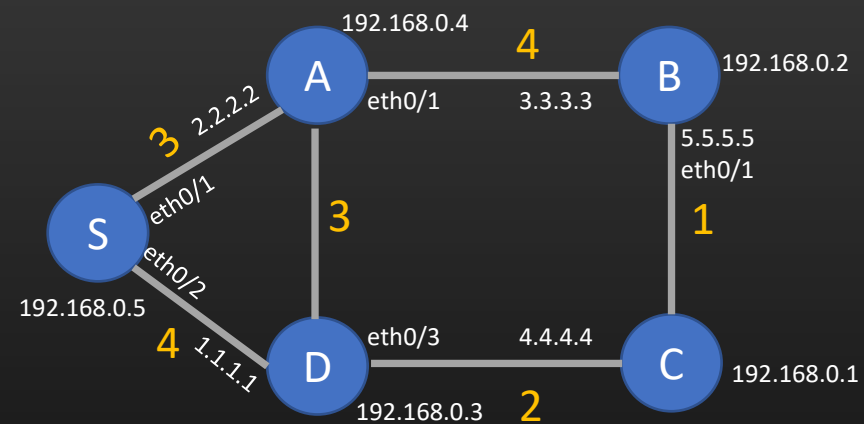 192.168.0.4
A
4
B
192.168.0.2
eth0/1
3.3.3.3
2.2.2.2
3
eth0/1
5.5.5.5
eth0/1
3
1
S
eth0/2
192.168.0.5
4
1.1.1.1
eth0/3
4.4.4.4
D
C
192.168.0.1
192.168.0.3
2